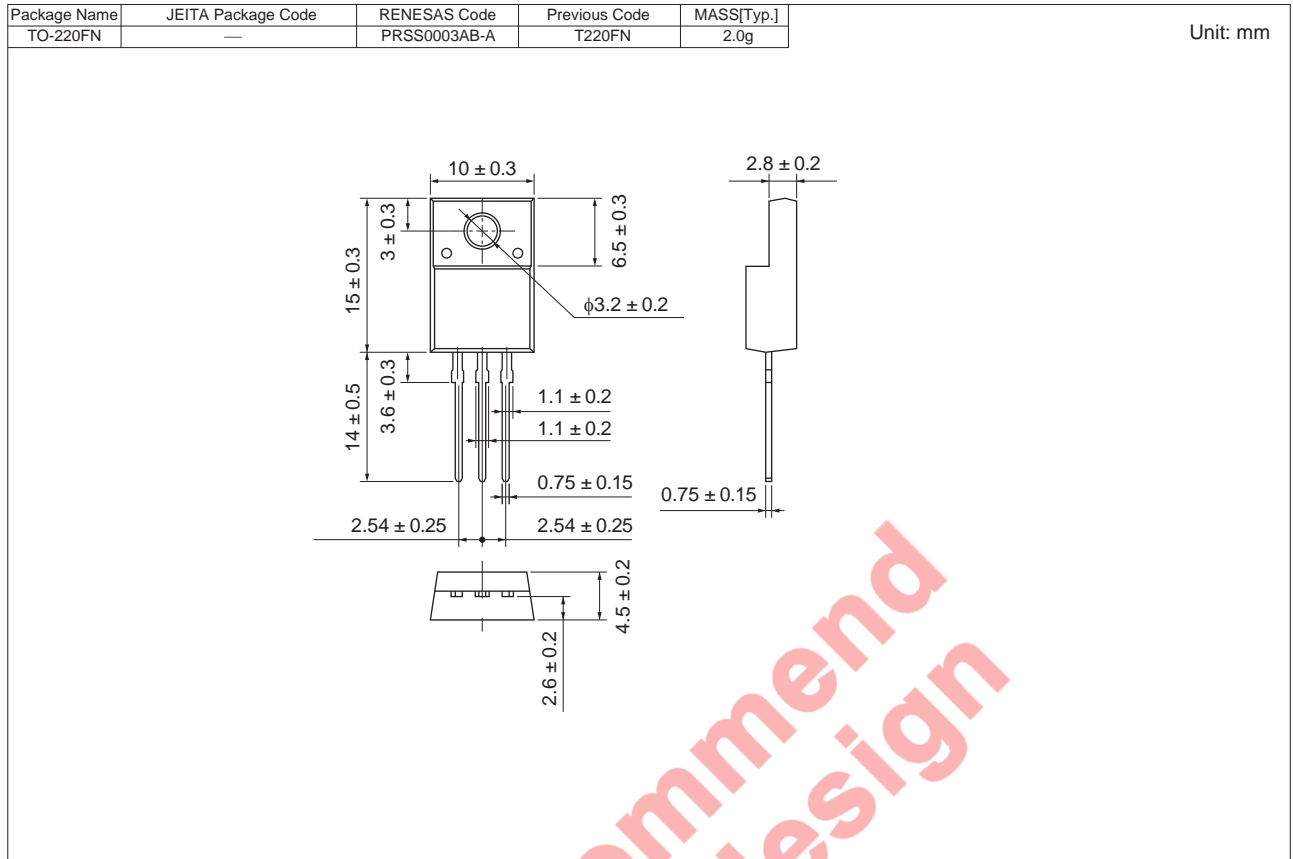 Package Name JEITA Package Code RENESAS Code Previous Code MASS[Typ.]
TO-220FN — PRSS0003AB-A T220FN 2.0g
Unit: mm
10 ± 0.3
2.8 ± 0.2
3 ± 0.3
6.5 ± 0.3
15 ± 0.3
ϕ3.2 ± 0.2
3.6 ± 0.3
14 ± 0.5
1.1 ± 0.2
1.1 ± 0.2
0.75 ± 0.15
0.75 ± 0.15
2.54 ± 0.25
2.54 ± 0.25
4.5 ± 0.2
2.6 ± 0.2
design